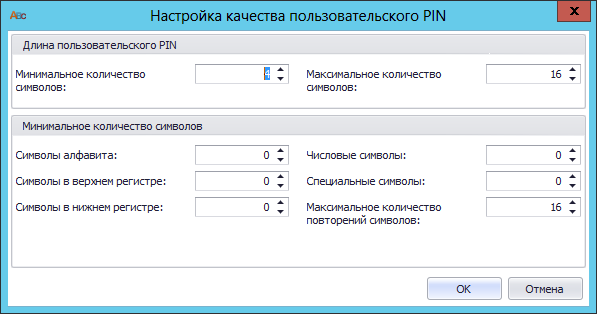 ABC
Настройка качества пользовательского PIN
x
Длина пользовательского PIN
Минимальное количество
символов:
4
Максимальное количество
символов:
16
Минимальное количество символов
Символы алфавита:
0
Числовые символы:
0
Символы в верхнем регистре:
0
Специальные символы:
0
Символы в нижнем регистре:
0
Максимальное количество
повторений символов:
16
OK
Отмена